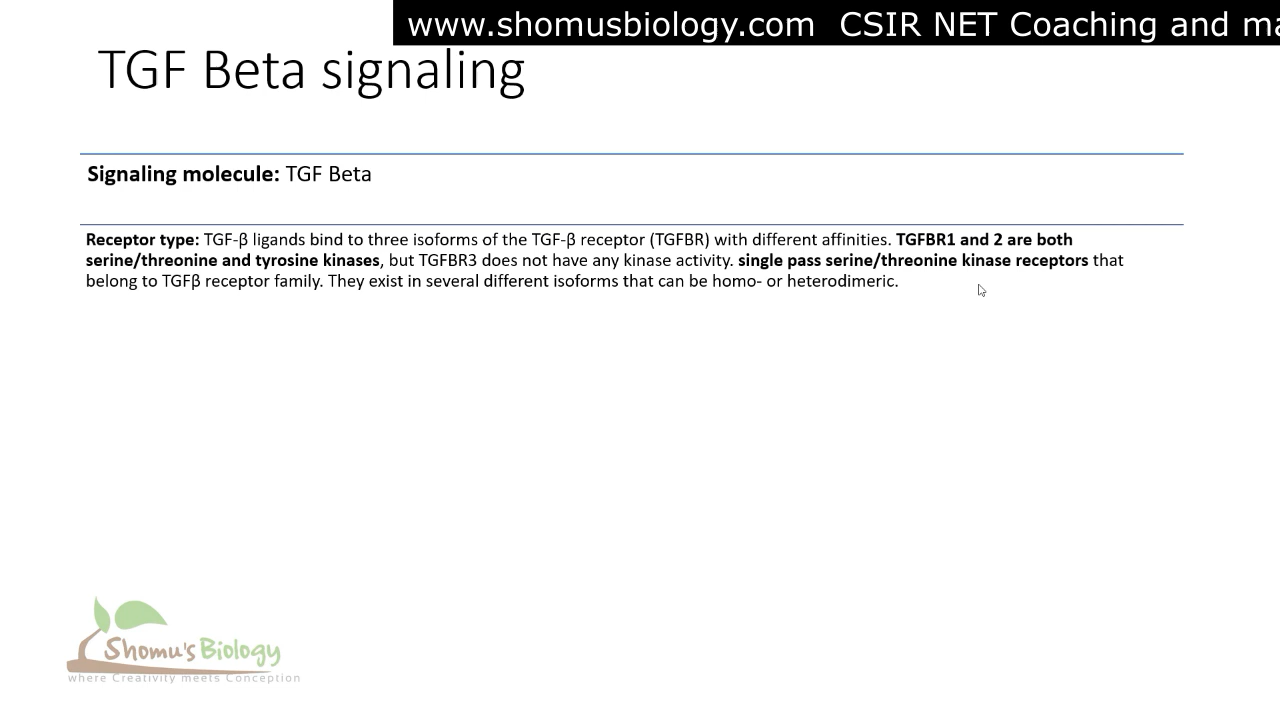 www.shomusbiology.com CSIR NET Coaching and ma
TGF Beta signaling
Signaling molecule: TGF Beta
Receptor type: TGF-β ligands bind to three isoforms of the TGF-β receptor (TGFBR) with different affinities. TGFBR1 and 2 are both
serine/threonine and tyrosine kinases, but TGFBR3 does not have any kinase activity. single pass serine/threonine kinase receptors that
belong to TGFβ receptor family. They exist in several different isoforms that can be homo- or heterodimeric.
Shomu's Biology
where Creativity meets Conception